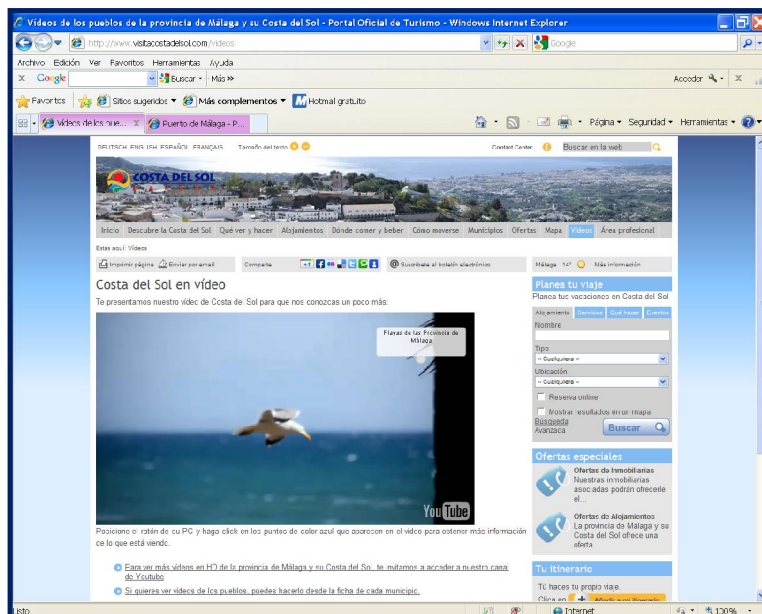 Vídeos de los pueblos de la provincia de Málaga y su Costa del Sol - Portal Oficial de Turismo - Windows Internet Explorer
http://www.visitacostadelsol.com/videos
Google
Archivo Edición Ver Favoritos Herramientas Ayuda
x Google Buscar Más >>
Acceder
Favoritos Sitios sugeridos Más complementos Hotmail gratuito
Vídeos de los pue... x Puerto de Málaga - P...
Página Seguridad Herramientas
DEUTSCH ENGLISH ESPAÑOL FRANÇAIS Tamaño del texto
Contact Center Buscar en la web
COSTA DEL SOL
Inicio Descubre la Costa del Sol Qué ver y hacer Alojamientos Dónde comer y beber Cómo moverse Municipios Ofertas Mapa Vídeos Área profesional
Estás aquí: Vídeos
Imprimir página Enviar por email Comparte Suscríbete al boletín electrónico Málaga 14° Más información
Costa del Sol en vídeo
Te presentamos nuestro vídeo de Costa del Sol para que nos conozcas un poco más:
Playas de las Provincia de
Málaga
YouTube
Posicione el ratón de su PC y haga click en los puntos de color azul que aparecen en el vídeo para obtener más información
de lo que está viendo.
Para ver más vídeos en HD de la provincia de Málaga y su Costa del Sol, te invitamos a acceder a nuestro canal
de Youtube
Si quieres ver vídeos de los pueblos, puedes hacerlo desde la ficha de cada municipio.
Planea tu viaje
Planea tus vacaciones en Costa del Sol
Alojamiento Servicios Qué hacer Eventos
Nombre
Tipo
-- Cualquiera --
Ubicación
-- Cualquiera --
Reserva online
Mostrar resultados en un mapa
Búsqueda
Avanzada
Buscar
Ofertas especiales
Ofertas de Inmobiliarias
Nuestras inmobiliarias
asociadas podrán ofrecerle
el...
Ofertas de Alojamientos
La provincia de Málaga y su
Costa del Sol ofrece una
oferta
Tu itinerario
Tú haces tu propio viaje.
Click en + Añadir a mi itinerario
Listo
Internet
100%